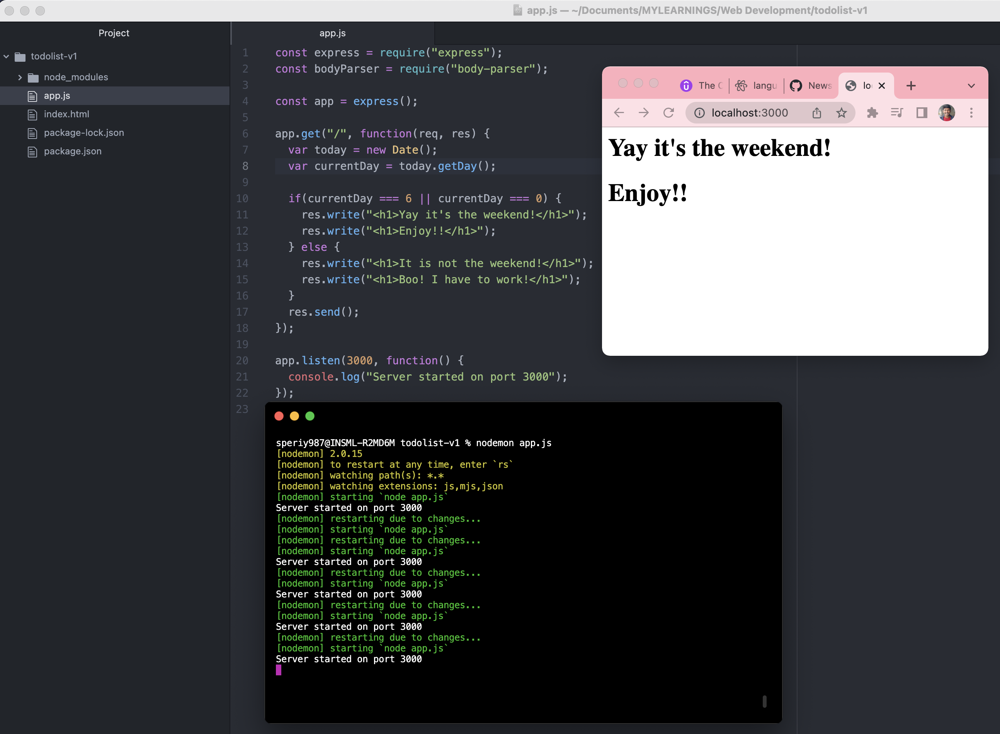 app.js — ~/Documents/MYLEARNINGS/Web Development/todolist-v1
Project
todolist-v1
node_modules
app.js
index.html
package-lock.json
package.json
app.js
1 const express = require("express");
2 const bodyParser = require("body-parser");
3
4 const app = express();
5
6 app.get("/", function(req, res) {
7 var today = new Date();
8 var currentDay = today.getDay();
9
10 if(currentDay === 6 || currentDay === 0) {
11 res.write("<h1>Yay it's the weekend!</h1>");
12 res.write("<h1>Enjoy!!</h1>");
13 } else {
14 res.write("<h1>It is not the weekend!</h1>");
15 res.write("<h1>Boo! I have to work!</h1>");
16 }
17 res.send();
18 });
19
20 app.listen(3000, function() {
21 console.log("Server started on port 3000");
22 });
23
The C langu News lo
localhost:3000
Yay it's the weekend!
Enjoy!!
speriy987@INSML-R2MD6M todolist-v1 % nodemon app.js
[nodemon] 2.0.15
[nodemon] to restart at any time, enter `rs`
[nodemon] watching path(s): *.*
[nodemon] watching extensions: js,mjs,json
[nodemon] starting `node app.js`
Server started on port 3000
[nodemon] restarting due to changes...
[nodemon] starting `node app.js`
[nodemon] restarting due to changes...
[nodemon] starting `node app.js`
Server started on port 3000
[nodemon] restarting due to changes...
[nodemon] starting `node app.js`
Server started on port 3000
[nodemon] restarting due to changes...
[nodemon] starting `node app.js`
Server started on port 3000
[nodemon] restarting due to changes...
[nodemon] starting `node app.js`
Server started on port 3000